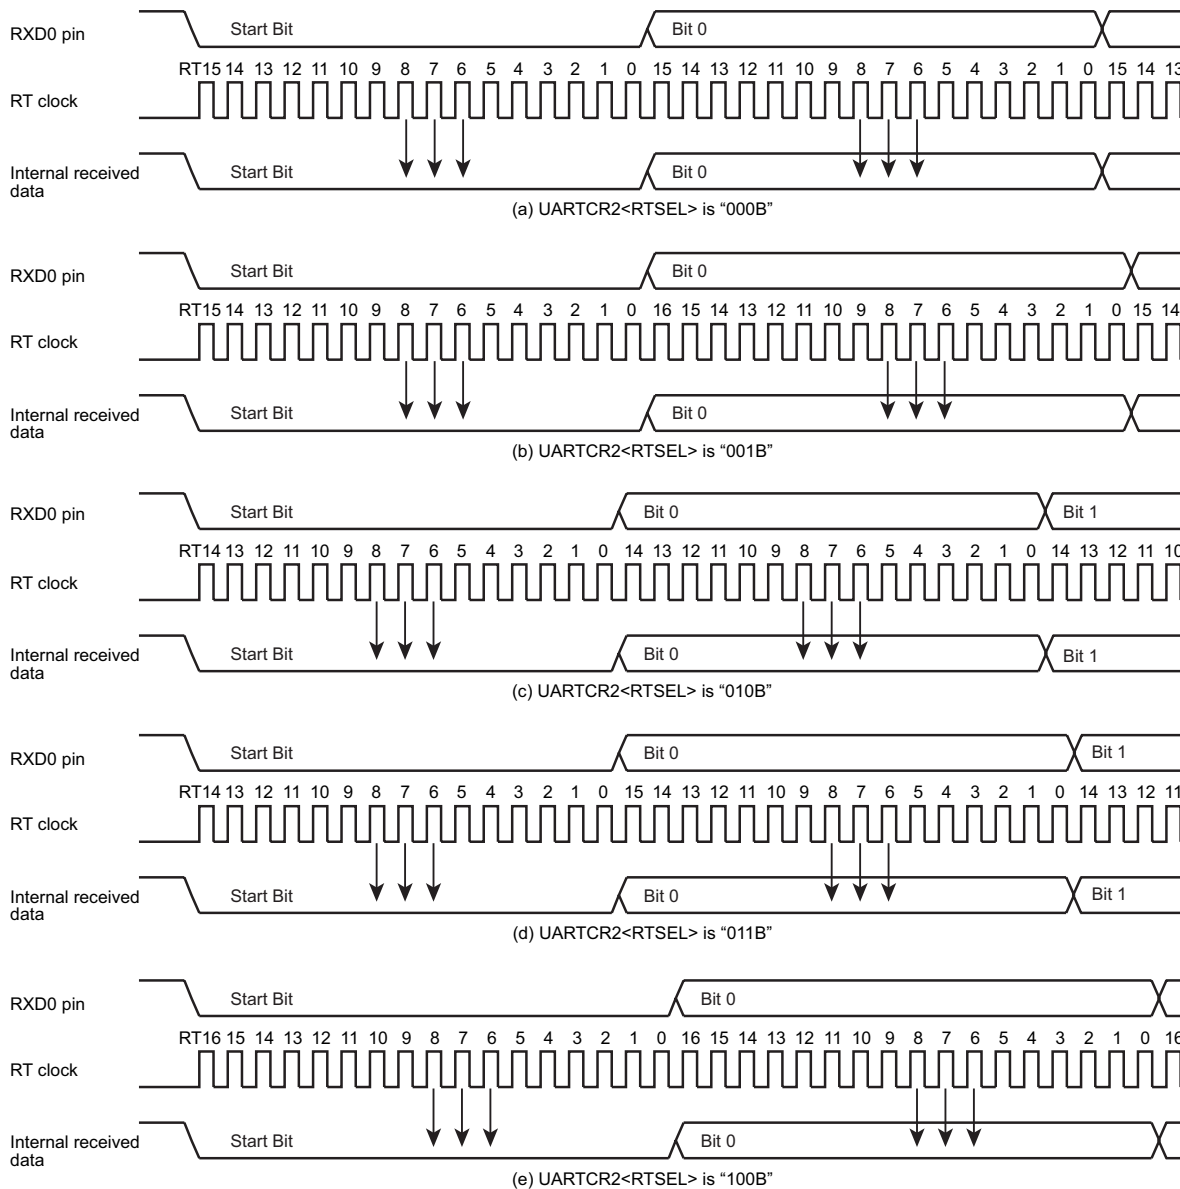 RXD0 pin Start Bit Bit 0
RT15 14 13 12 11 10 9 8 7 6 5 4 3 2 1 0 15 14 13 12 11 10 9 8 7 6 5 4 3 2 1 0 15 14 13
RT clock
Internal received
data
Start Bit Bit 0
(a) UARTCR2<RTSEL> is “000B”
RXD0 pin Start Bit Bit 0
RT15 14 13 12 11 10 9 8 7 6 5 4 3 2 1 0 16 15 14 13 12 11 10 9 8 7 6 5 4 3 2 1 0 15 14
RT clock
Internal received
data
Start Bit Bit 0
(b) UARTCR2<RTSEL> is “001B”
RXD0 pin Start Bit Bit 0 Bit 1
RT14 13 12 11 10 9 8 7 6 5 4 3 2 1 0 14 13 12 11 10 9 8 7 6 5 4 3 2 1 0 14 13 12 11 10
RT clock
Internal received
data
Start Bit Bit 0 Bit 1
(c) UARTCR2<RTSEL> is “010B”
RXD0 pin Start Bit Bit 0 Bit 1
RT14 13 12 11 10 9 8 7 6 5 4 3 2 1 0 15 14 13 12 11 10 9 8 7 6 5 4 3 2 1 0 14 13 12 11
RT clock
Internal received
data
Start Bit Bit 0 Bit 1
(d) UARTCR2<RTSEL> is “011B”
RXD0 pin Start Bit Bit 0
RT16 15 14 13 12 11 10 9 8 7 6 5 4 3 2 1 0 16 15 14 13 12 11 10 9 8 7 6 5 4 3 2 1 0 16
RT clock
Internal received
data
Start Bit Bit 0
(e) UARTCR2<RTSEL> is “100B”